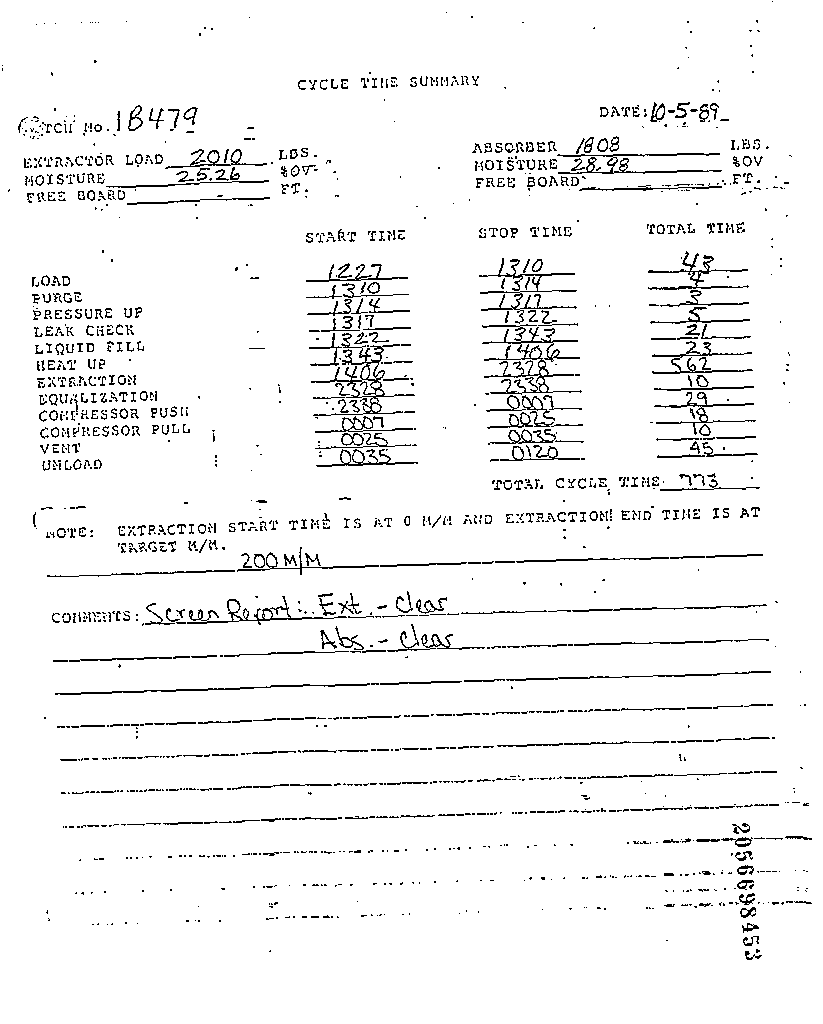 CYCLE TIME SUMMARY
DATE: 10-5-89
No. 18479
EXTRACTOR LOAD 2010 LBS. ABSORBER 1808 LBS.
MOISTURE 25.26 %OV MOISTURE 28.98 %OV
FREE BOARD - FT. FREE BOARD FT.
START TIME STOP TIME TOTAL TIME
LOAD 1227 1310 43
PURGE 1310 1314 4
PRESSURE UP 1314 1317 3
LEAK CHECK 1317 1322 5
LIQUID FILL 1322 1343 21
HEAT UP 1343 1406 23
EXTRACTION 1406 2328 562
EQUALIZATION 2328 2338 10
COMPRESSOR PUSH 2338 0007 29
COMPRESSOR PULL 0007 0025 18
VENT 0025 0035 10
UNLOAD 0035 0120 45
TOTAL CYCLE TIME 773
NOTE: EXTRACTION START TIME IS AT 0 M/M AND EXTRACTION END TIME IS AT
TARGET M/M.
200 M/M
COMMENTS: Screen Report: Ext. - Clear
Abs. - Clear
2056698453